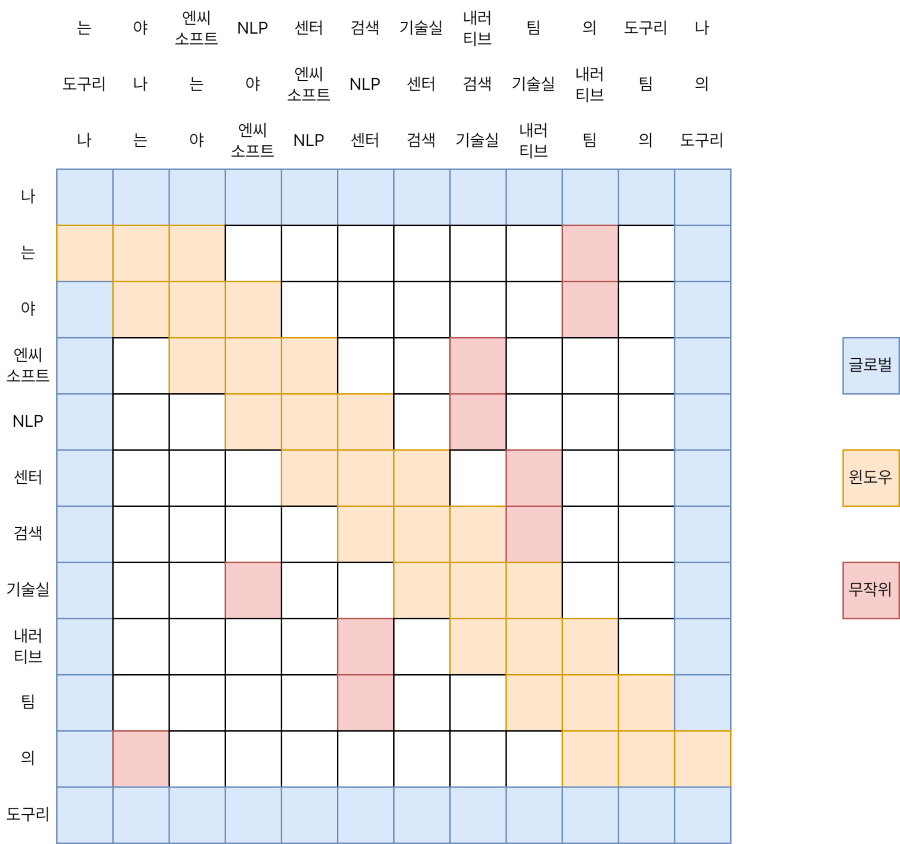 는 야 엔씨소프트 NLP 센터 검색 기술실 내러티브 팀 의 도구리 나
도구리 나 는 야 엔씨소프트 NLP 센터 검색 기술실 내러티브 팀 의
나 는 야 엔씨소프트 NLP 센터 검색 기술실 내러티브 팀 의 도구리
나
는
야
엔씨
소프트
글로벌
NLP
센터
윈도우
검색
기술실
무작위
내러
티브
팀
의
도구리